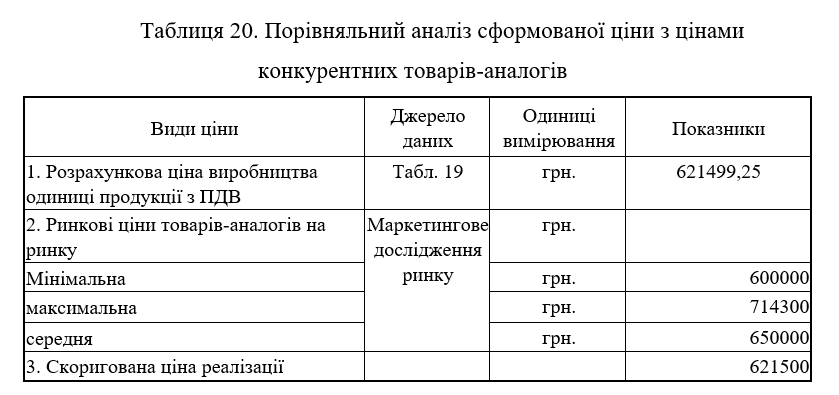 Таблиця 20. Порівняльний аналіз сформованої ціни з цінами
конкурентних товарів-аналогів
Види ціни
Джерело
даних
Одиниці
вимірювання
Показники
1. Розрахункова ціна виробництва
одиниці продукції з ПДВ
Табл. 19
грн.
621499,25
2. Ринкові ціни товарів-аналогів на
ринку
Маркетингове
дослідження
ринку
грн.
Мінімальна
грн.
600000
максимальна
грн.
714300
середня
грн.
650000
3. Скоригована ціна реалізації
621500